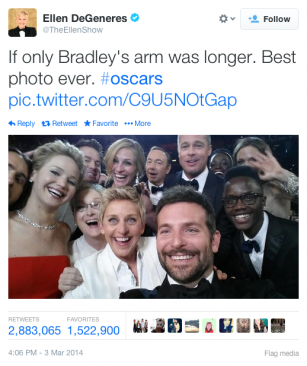 Ellen DeGeneres
@TheEllenShow
Follow
If only Bradley's arm was longer. Best
photo ever. #oscars
pic.twitter.com/C9U5NOtGap
Reply Retweet Favorite More
RETWEETS FAVORITES
2,883,065 1,522,900
4:06 PM - 3 Mar 2014 Flag media